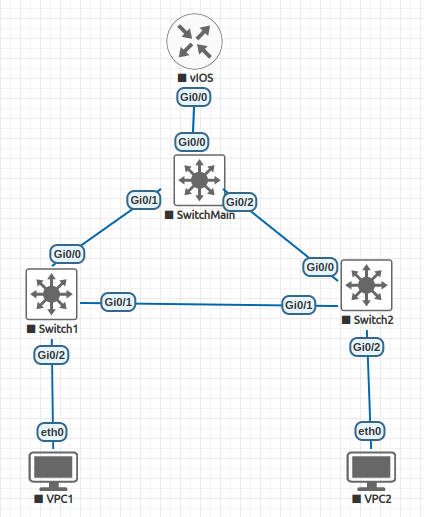 vIOS
Gi0/0
Gi0/0
SwitchMain
Gi0/1
Gi0/2
Gi0/0
Gi0/0
Switch1
Gi0/1
Gi0/1
Switch2
Gi0/2
Gi0/2
eth0
eth0
VPC1
VPC2